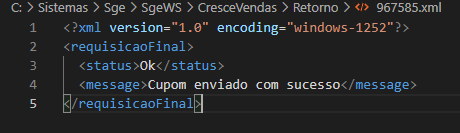 C: > Sistemas > Sge > SgeWS > CresceVendas > Retorno > 967585.xml
1 <?xml version="1.0" encoding="windows-1252"?>
2 <requisicaoFinal>
3 <status>Ok</status>
4 <message>Cupom enviado com sucesso</message>
5 </requisicaoFinal>